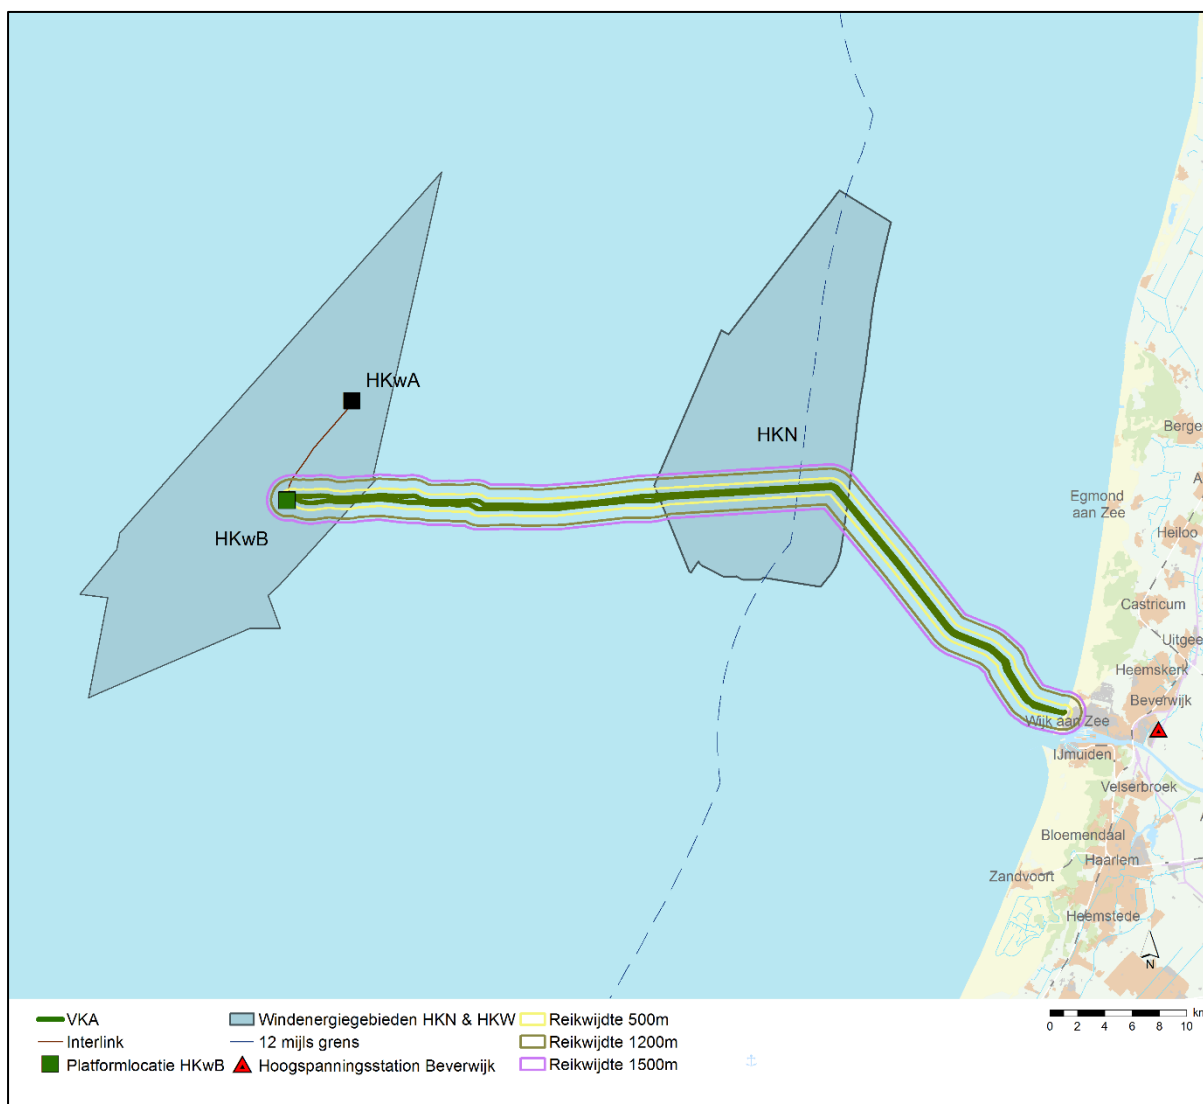 HKwA
HKN
Berge
A
Egmond
aan Zee
Heiloo
HKwB
Castricum
Uitgee
Heemskerk
Beverwijk
Wijk aan Zee
IJmuiden
Velserbroek
A
Bloemendaal
Haarlem
Zandvoort
Heemstede
N
VKA
Interlink
Platformlocatie HKwB
Windenergiegebieden HKN & HKW
12 mijls grens
Hoogspanningsstation Beverwijk
Reikwijdte 500m
Reikwijdte 1200m
Reikwijdte 1500m
km
0 2 4 6 8 10